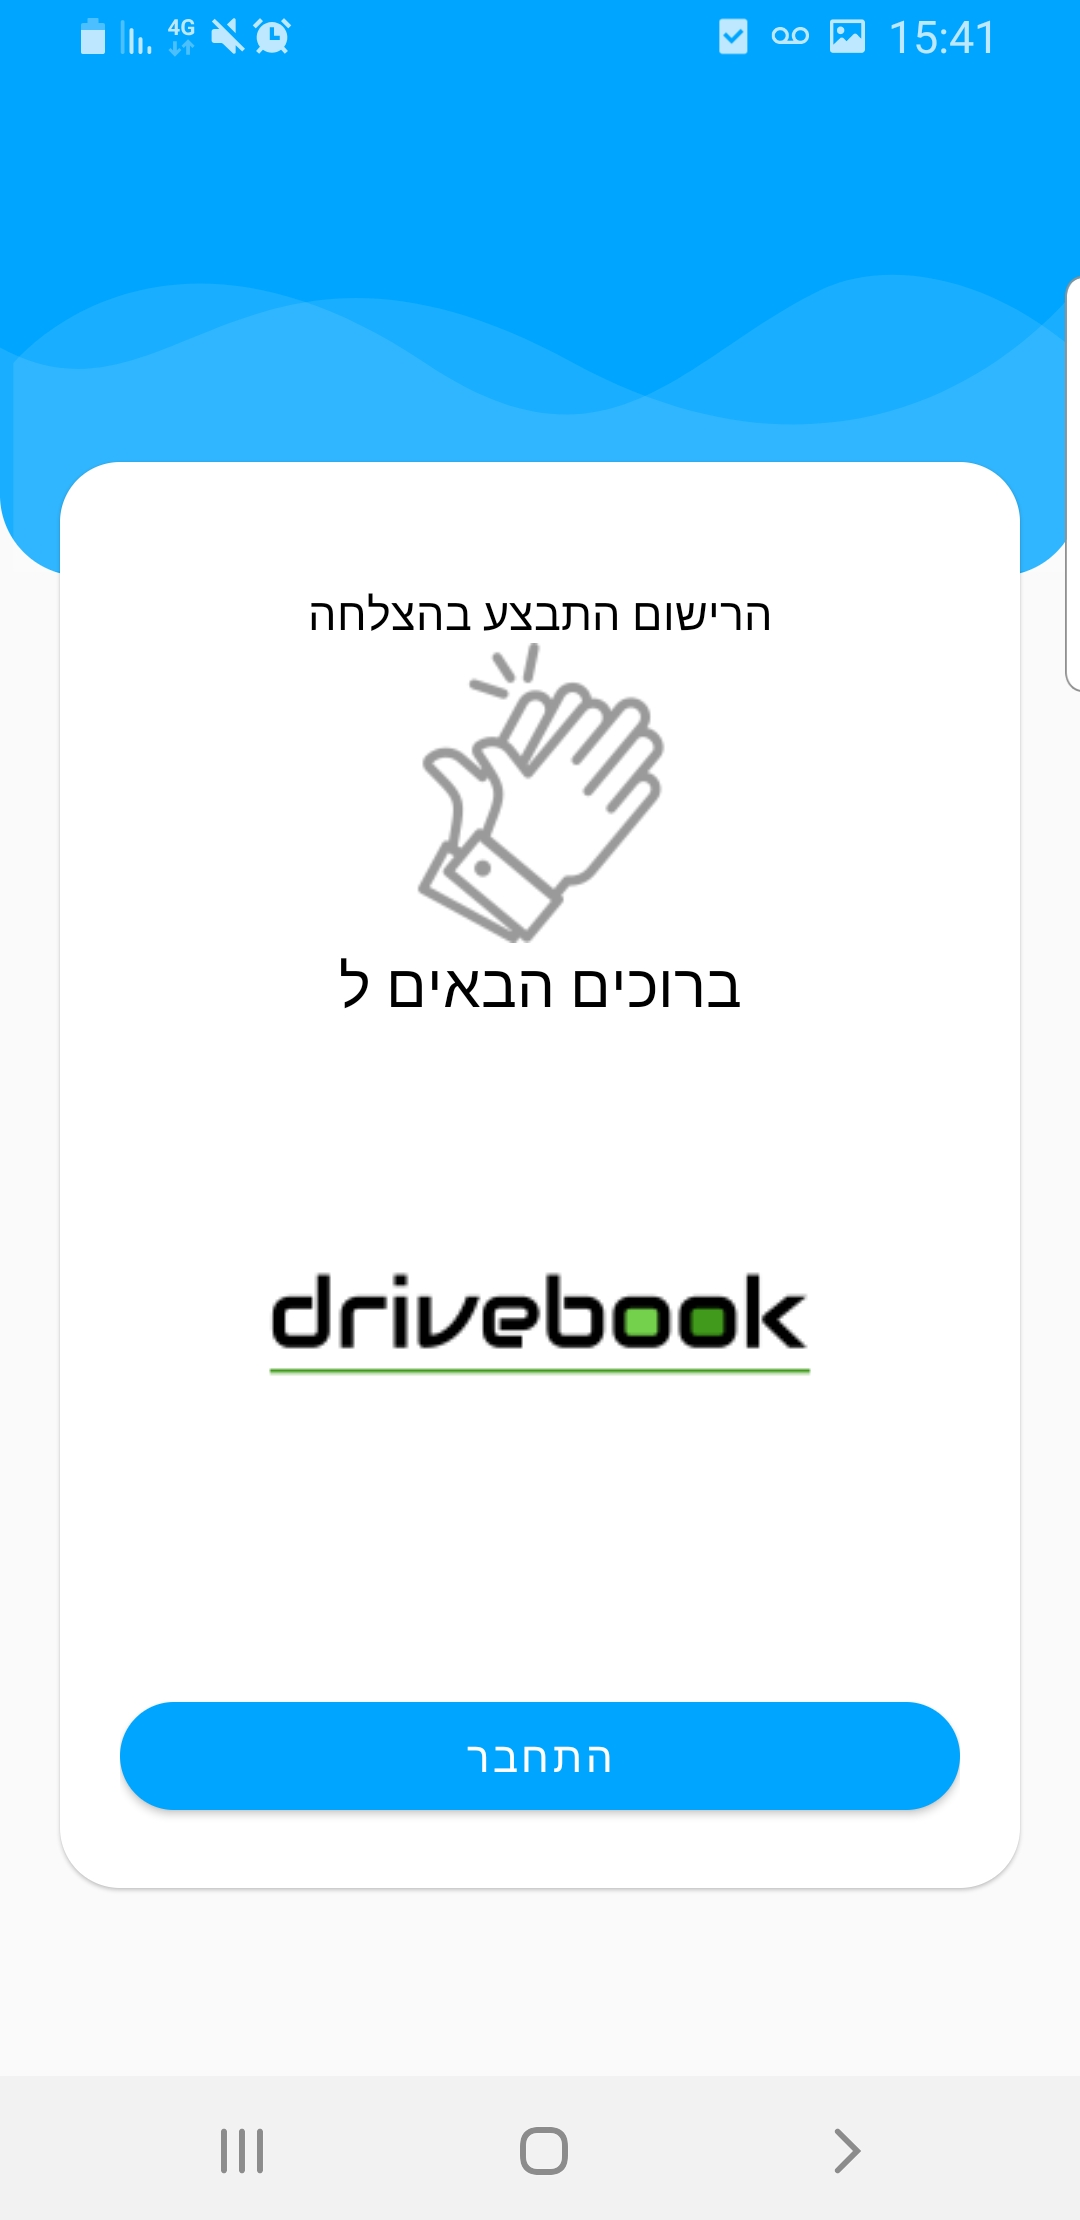 4G
15:41
הרישום התבצע בהצלחה
ברוכים הבאים ל
drivebook
התחבר